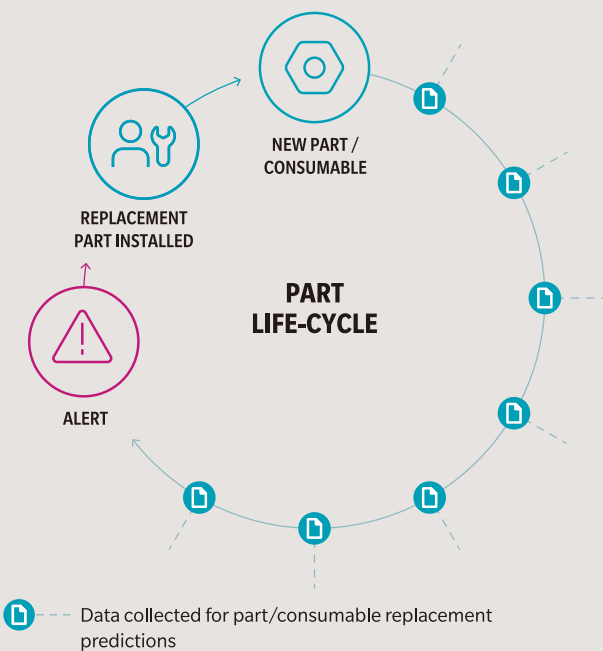 NEW PART /
CONSUMABLE
REPLACEMENT
PART INSTALLED
PART
LIFE-CYCLE
ALERT
Data collected for part/consumable replacement
predictions